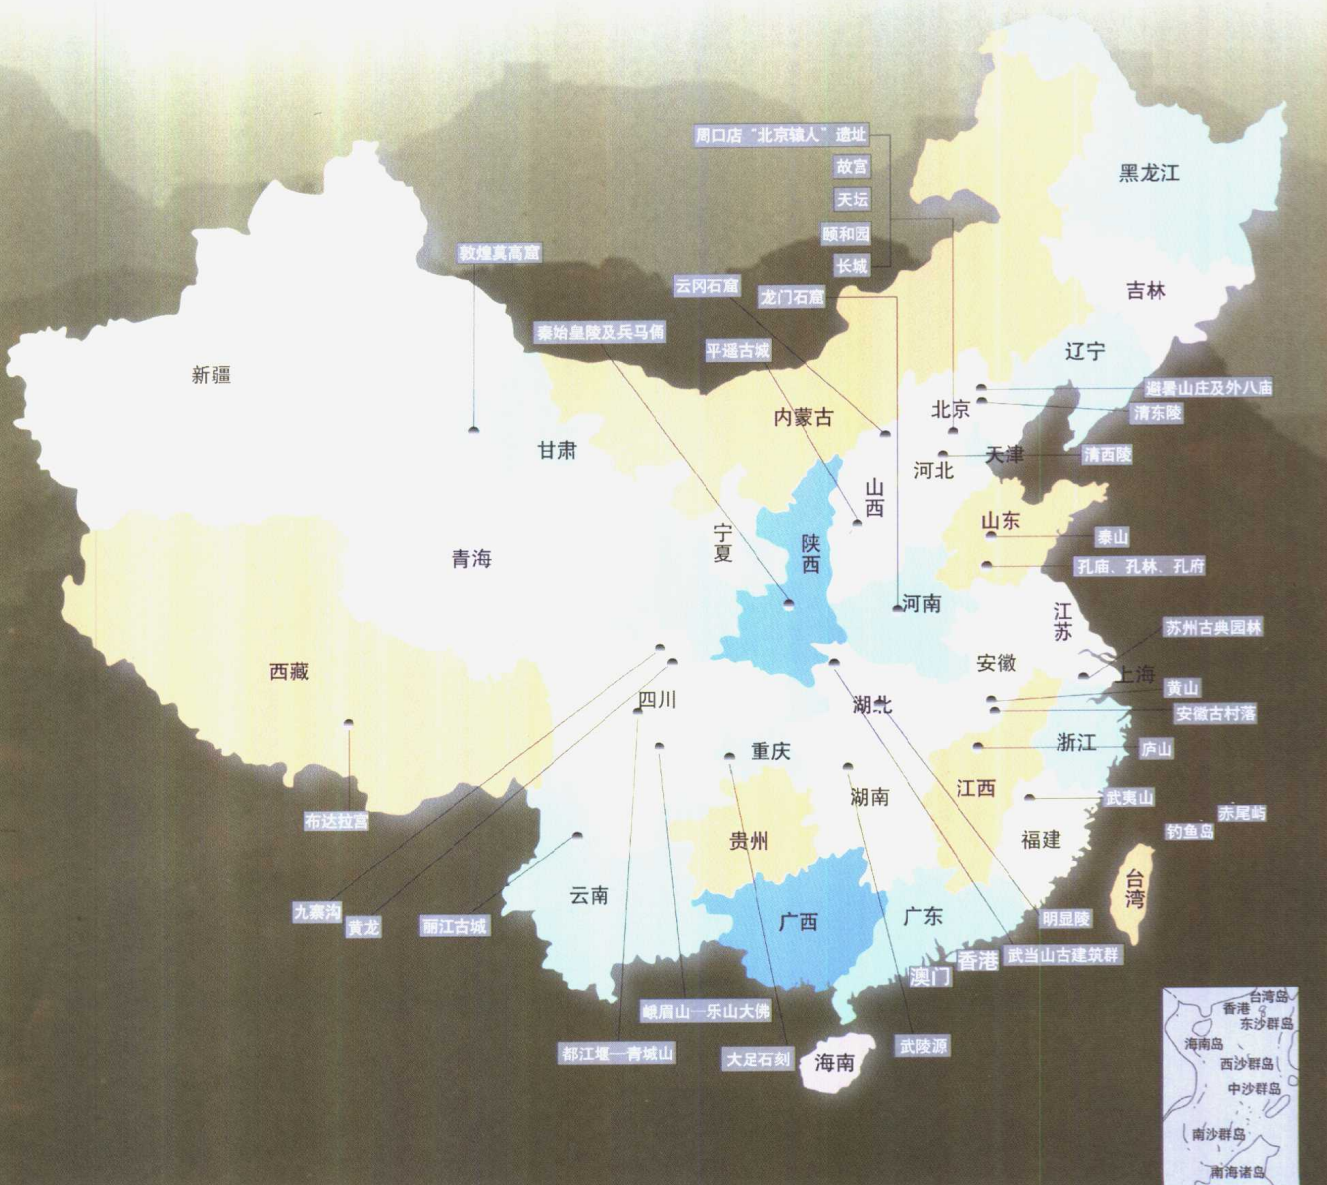 周口店“北京辕人”遗址
故宫
天坛
颐和园
长城
黑龙江
敦煌莫高窟
云冈石窟
龙门石窟
吉林
秦始皇陵及兵马俑
平遥古城
辽宁
新疆
避暑山庄及外八庙
北京
清东陵
内蒙古
甘肃
天津
清西陵
河北
山西
山东
宁夏
陕西
泰山
青海
孔庙、孔林、孔府
河南
江苏
苏州古典园林
安徽
西藏
上海
四川
黄山
湖北
安徽古村落
浙江
重庆
庐山
江西
湖南
武夷山
布达拉宫
赤尾屿
钓鱼岛
贵州
福建
台湾
云南
九寨沟
黄龙
丽江古城
广西
广东
明显陵
武当山古建筑群
香港
澳门
峨眉山—乐山大佛
都江堰—青城山
大足石刻
武陵源
海南
台湾岛
香港
东沙群岛
海南岛
西沙群岛
中沙群岛
南沙群岛
南海诸岛